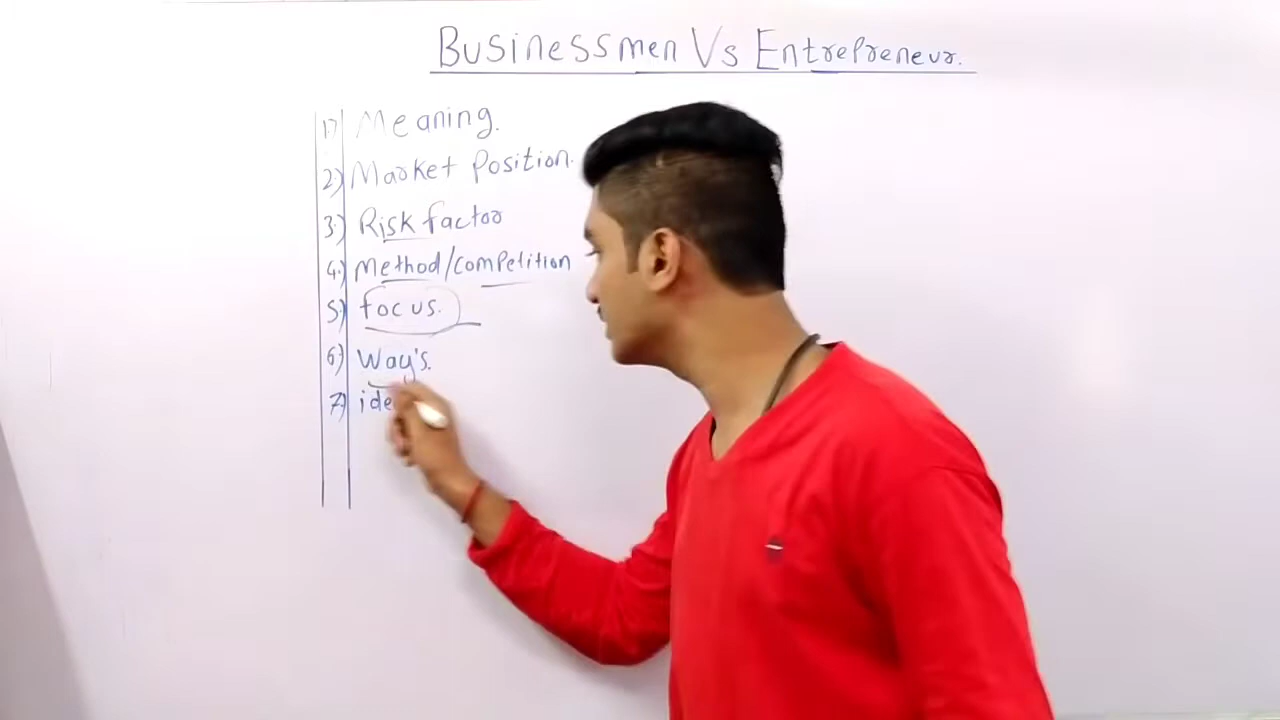 Businessmen Vs Entrepreneur.
1) Meaning.
2) Market Position.
3) Risk factor
4.) Method/Competition
5.) focus.
6) Way's.
7)